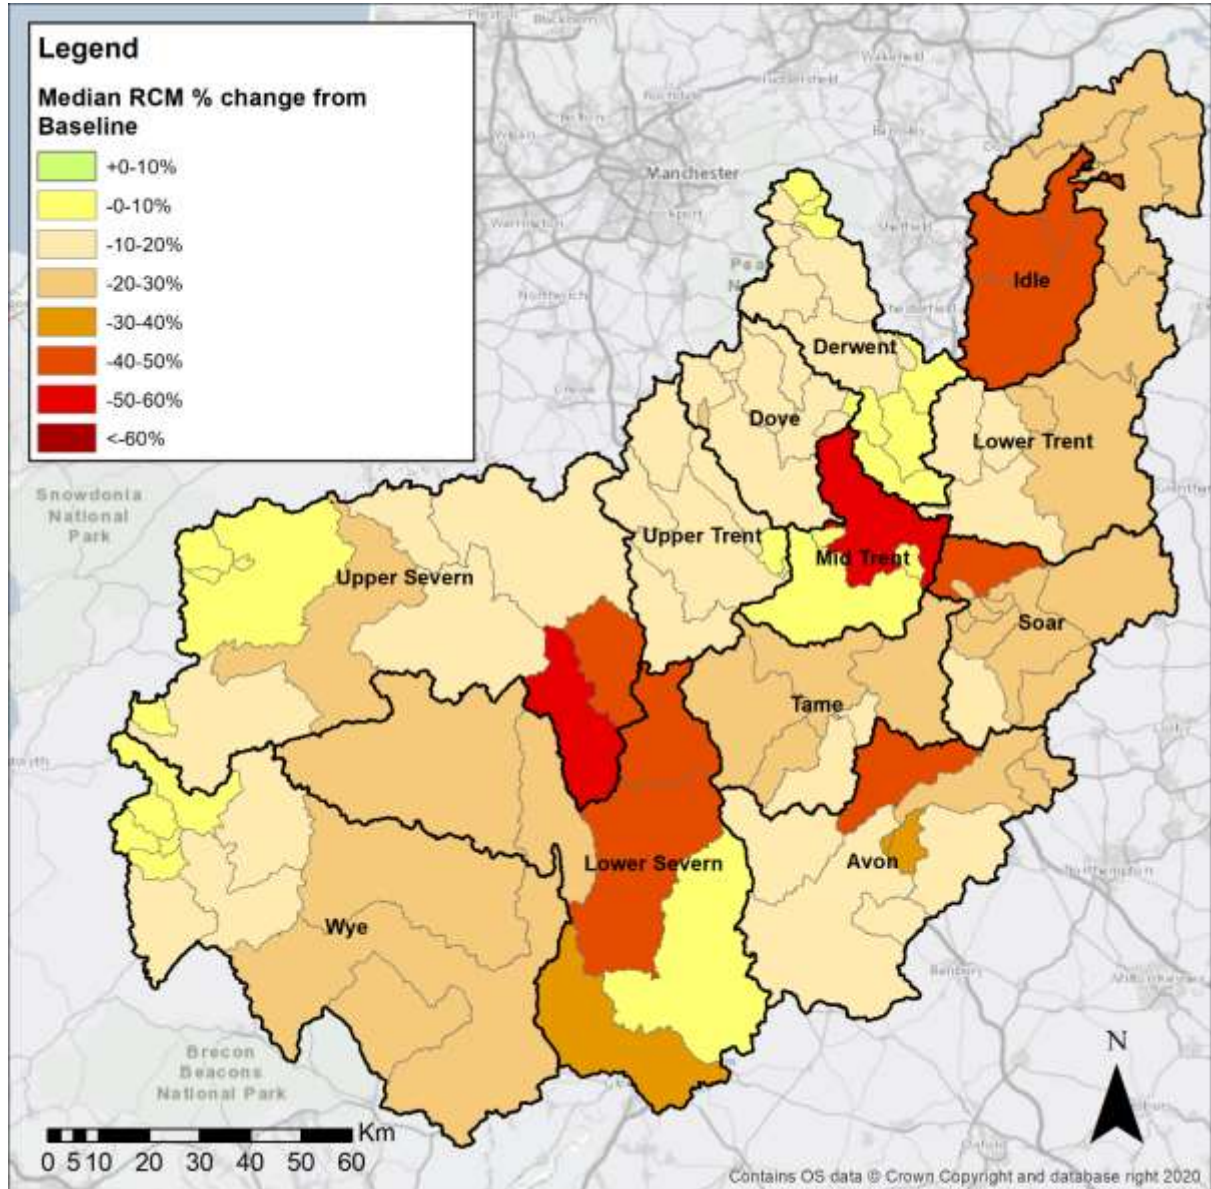 Legend
Median RCM % change from
Baseline
+0-10%
-0-10%
-10-20%
-20-30%
-30-40%
-40-50%
-50-60%
<-60%
Manchester
Idle
Derwent
Dove
Lower Trent
Snowdonia
National
Park
Upper Trent
Mid Trent
Upper Severn
Soar
Tame
Lower Severn
Avon
Wye
Brecon
Beacons
National Park
N
Km
0 5 10 20 30 40 50 60
Contains OS data © Crown Copyright and database right 2020